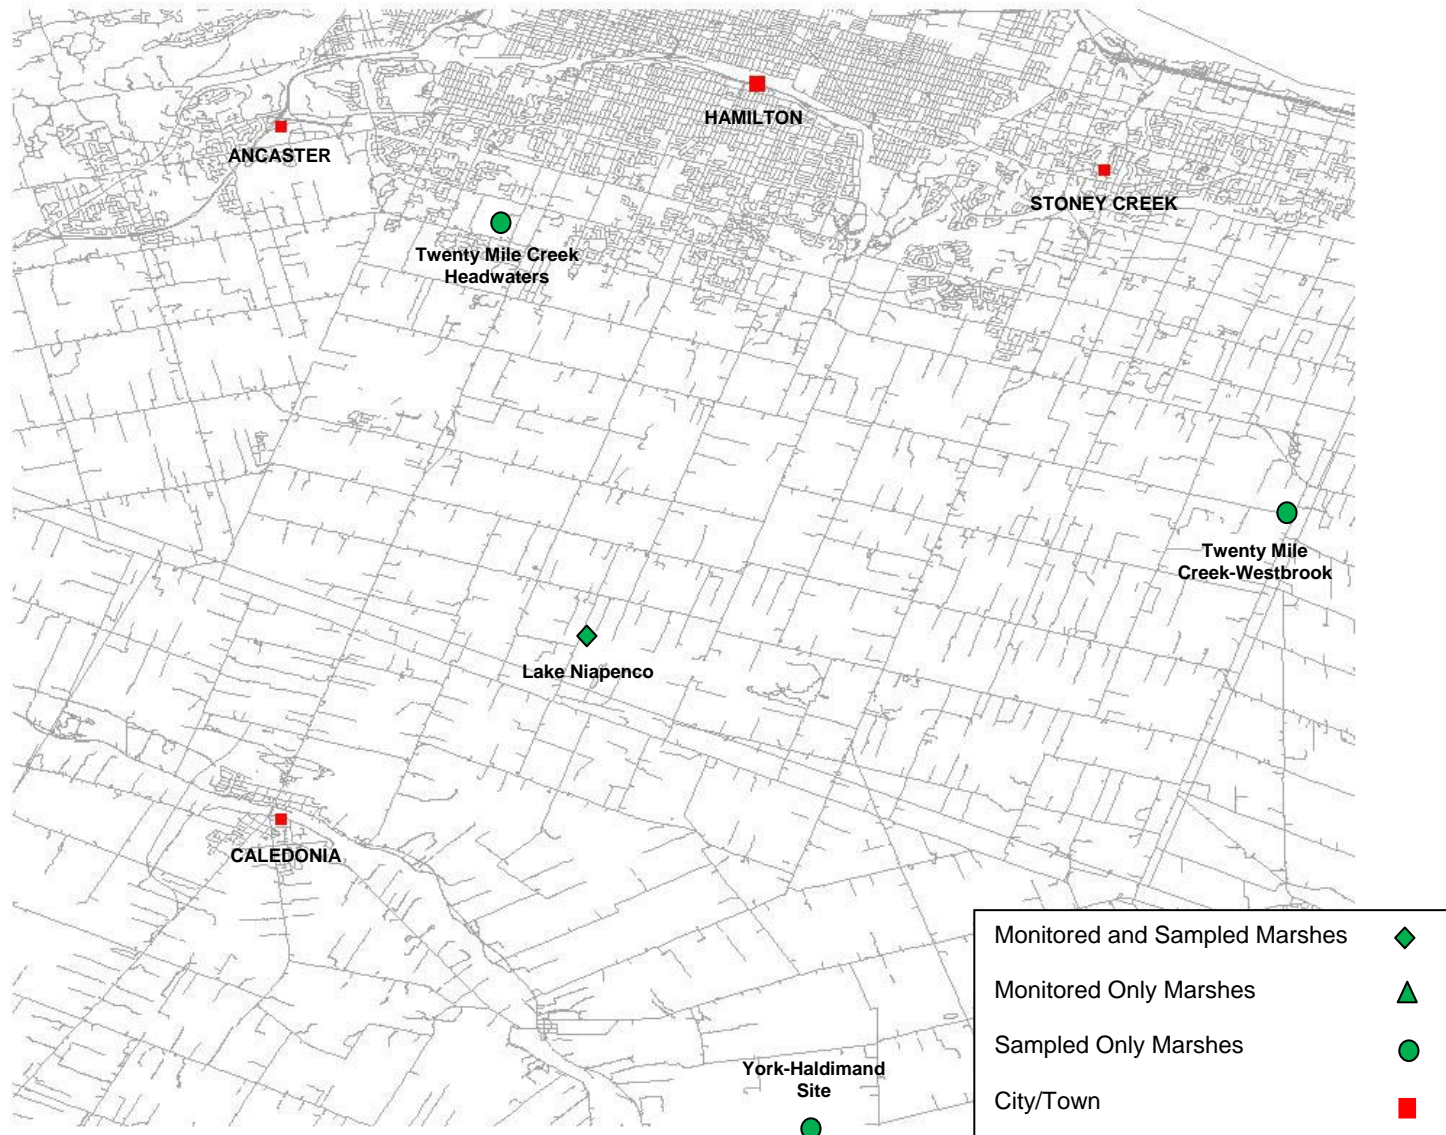 HAMILTON
ANCASTER
STONEY CREEK
Twenty Mile Creek
Headwaters
Twenty Mile
Creek-Westbrook
Lake Niapenco
CALEDONIA
York-Haldimand
Site
Monitored and Sampled Marshes
Monitored Only Marshes
Sampled Only Marshes
City/Town